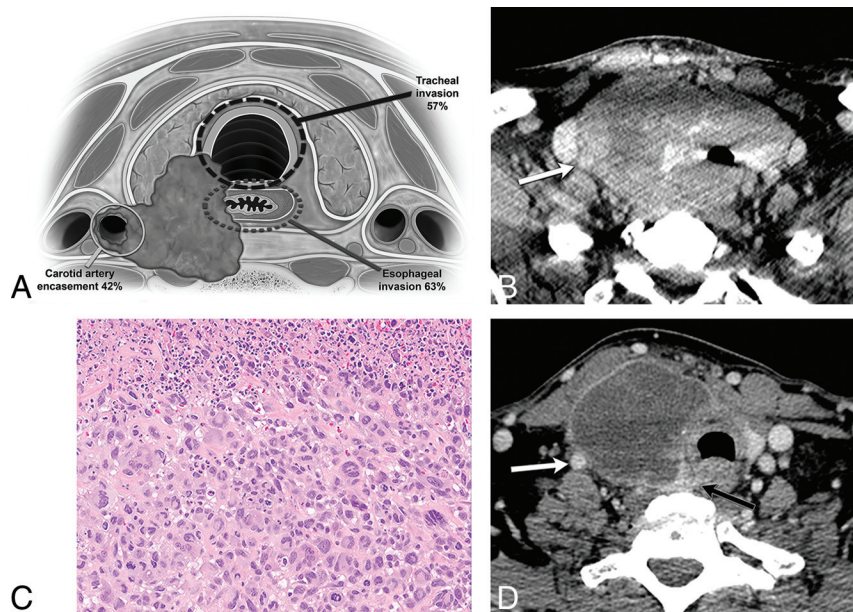 Tracheal
invasion
57%
Carotid artery
encasement 42%
Esophageal
invasion 63%
A
B
C
D